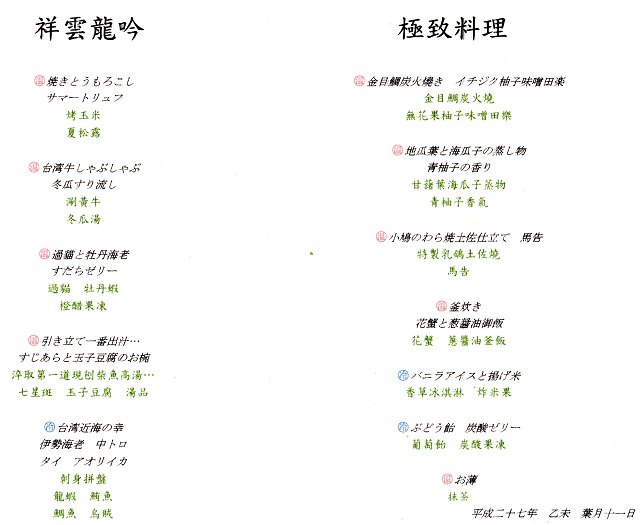 祥雲龍吟
温 焼きとうもろこし
サマートリュフ
烤玉米
夏松露
温 台湾牛しゃぶしゃぶ
冬瓜すり流し
涮黃牛
冬瓜湯
温 過貓と牡丹海老
すだちゼリー
過貓 牡丹蝦
橙醋果凍
温 引き立て一番出汁…
すじあらと玉子豆腐のお椀
淬取第一道現刨柴魚高湯…
七星斑 玉子豆腐 湯品
冷 台湾近海の幸
伊勢海老 中トロ
タイ アオリイカ
刺身拼盤
龍蝦 鮪魚
鯛魚 烏賊
極致料理
温 金目鯛炭火燒き イチジク柚子味噌田楽
金目鯛炭火燒
無花果柚子味噌田樂
温 地瓜葉と海瓜子の蒸し物
青柚子の香り
甘藷葉海瓜子蒸物
青柚子香氣
温 小鳩のわら焼土佐仕立て 馬告
特製乳鴿土佐燒
馬告
温 釜炊き
花蟹と葱醤油御飯
花蟹 蔥醬油釜飯
冷 バニラアイスと揚げ米
香草冰淇淋 炸米果
冷 ぶどう飴 炭酸ゼリー
葡萄飴 炭酸果凍
温 お薄
抹茶
平成二十七年 乙未 葉月十一日